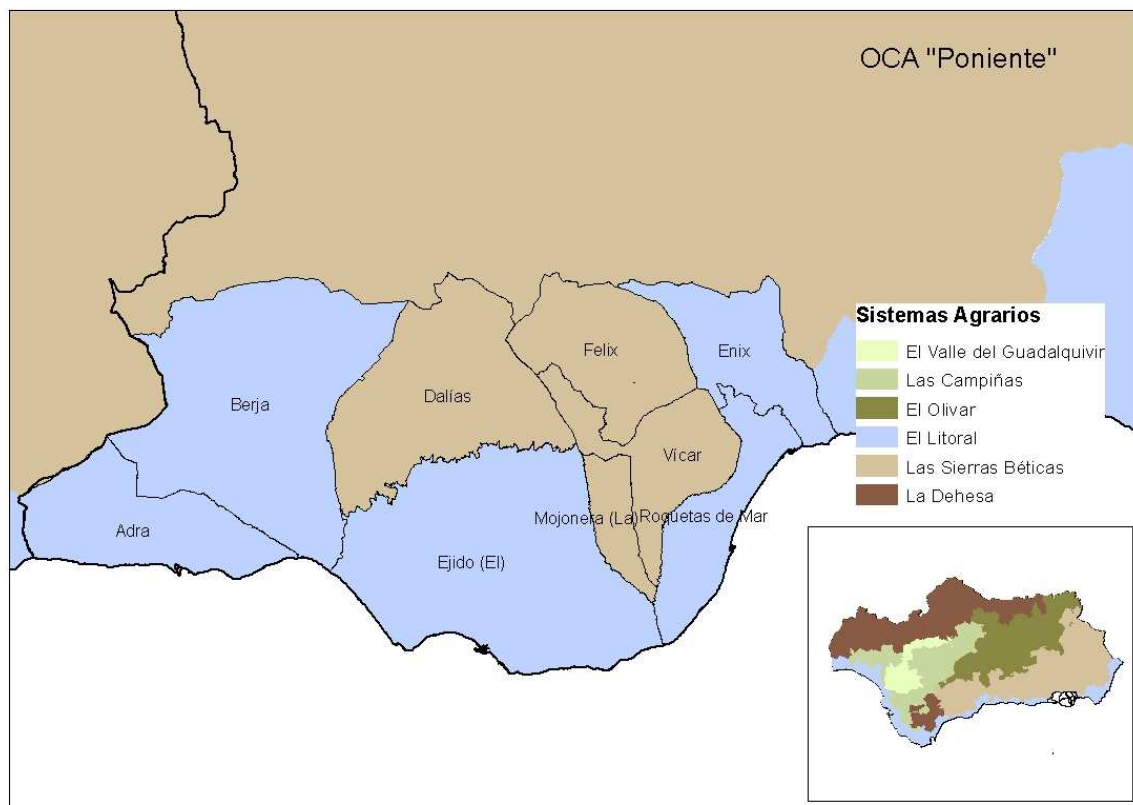 OCA "Poniente"
Sistemas Agrarios
El Valle del Guadalquivir
Las Campiñas
El Olivar
El Litoral
Las Sierras Béticas
La Dehesa
Felix
Enix
Dalías
Berja
Vícar
Mojonera (La)
Roquetas de Mar
Adra
Ejido (El)